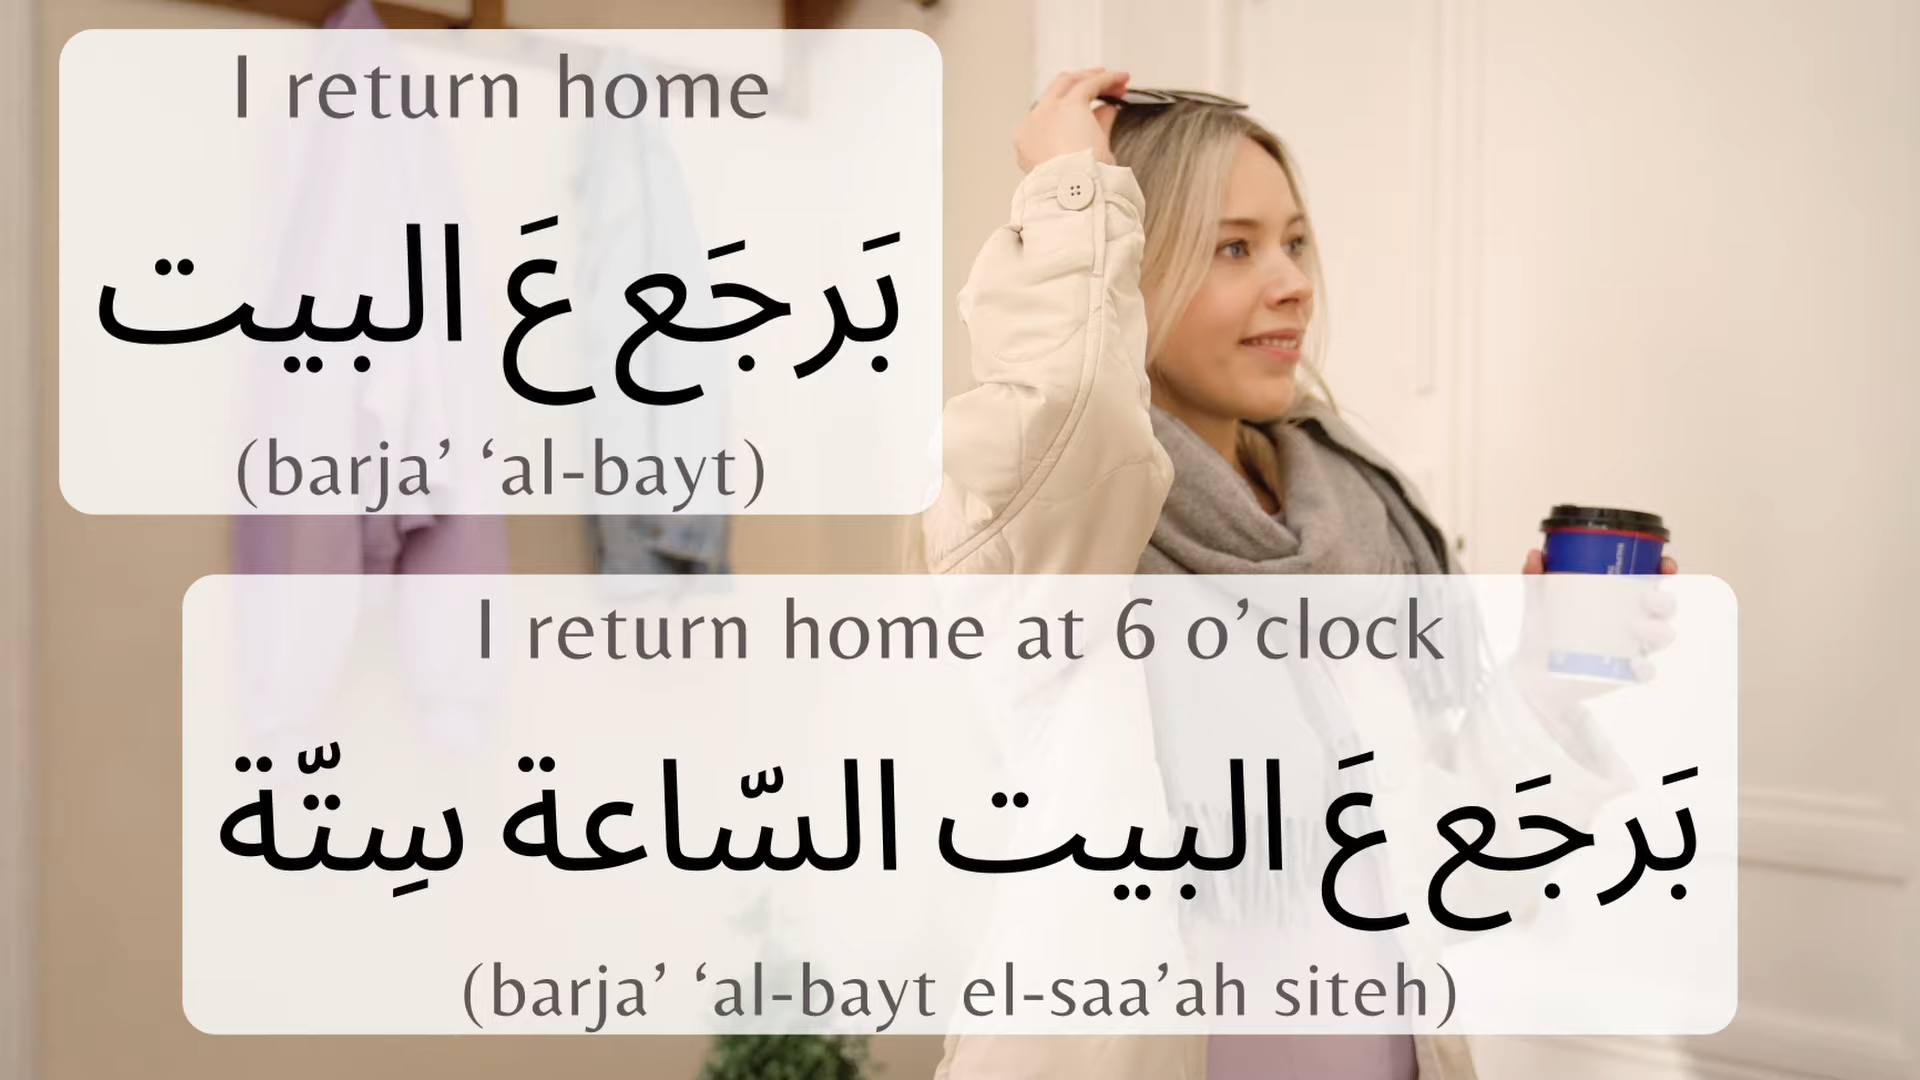 I return home
بَرجَع عَ البيت
(barja’ ‘al-bayt)
I return home at 6 o’clock
بَرجَع عَ البيت السّاعة سِتّة
(barja’ ‘al-bayt el-saa’ah siteh)